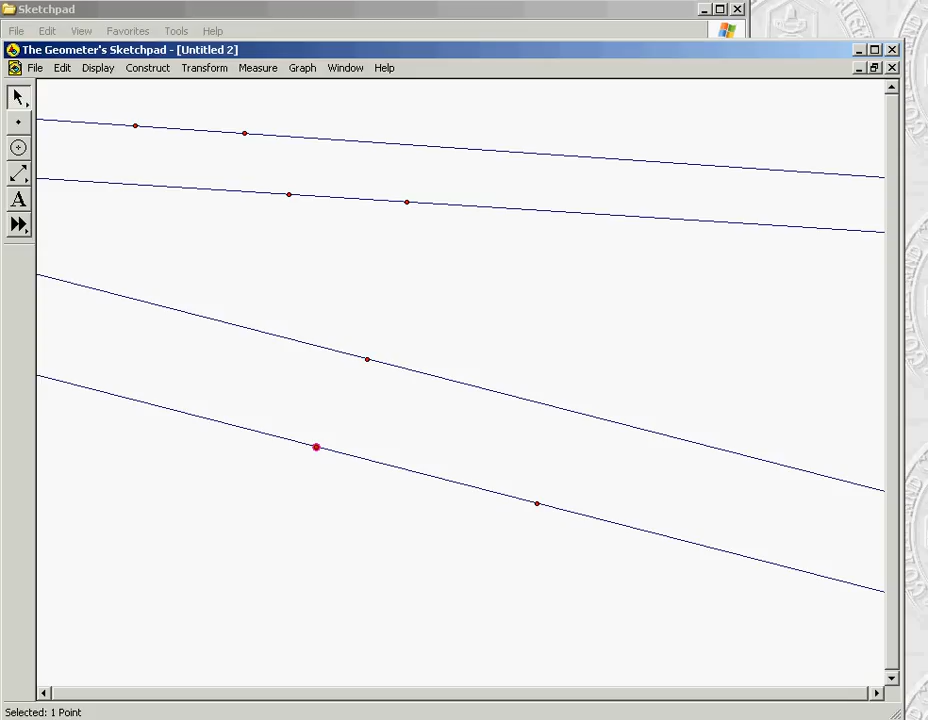 Sketchpad
File Edit View Favorites Tools Help
The Geometer's Sketchpad - [Untitled 2]
File Edit Display Construct Transform Measure Graph Window Help
A
Selected: 1 Point